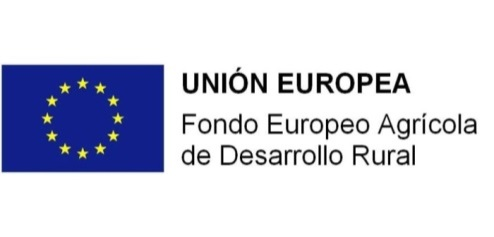 UNIÓN EUROPEA
Fondo Europeo Agrícola
de Desarrollo Rural